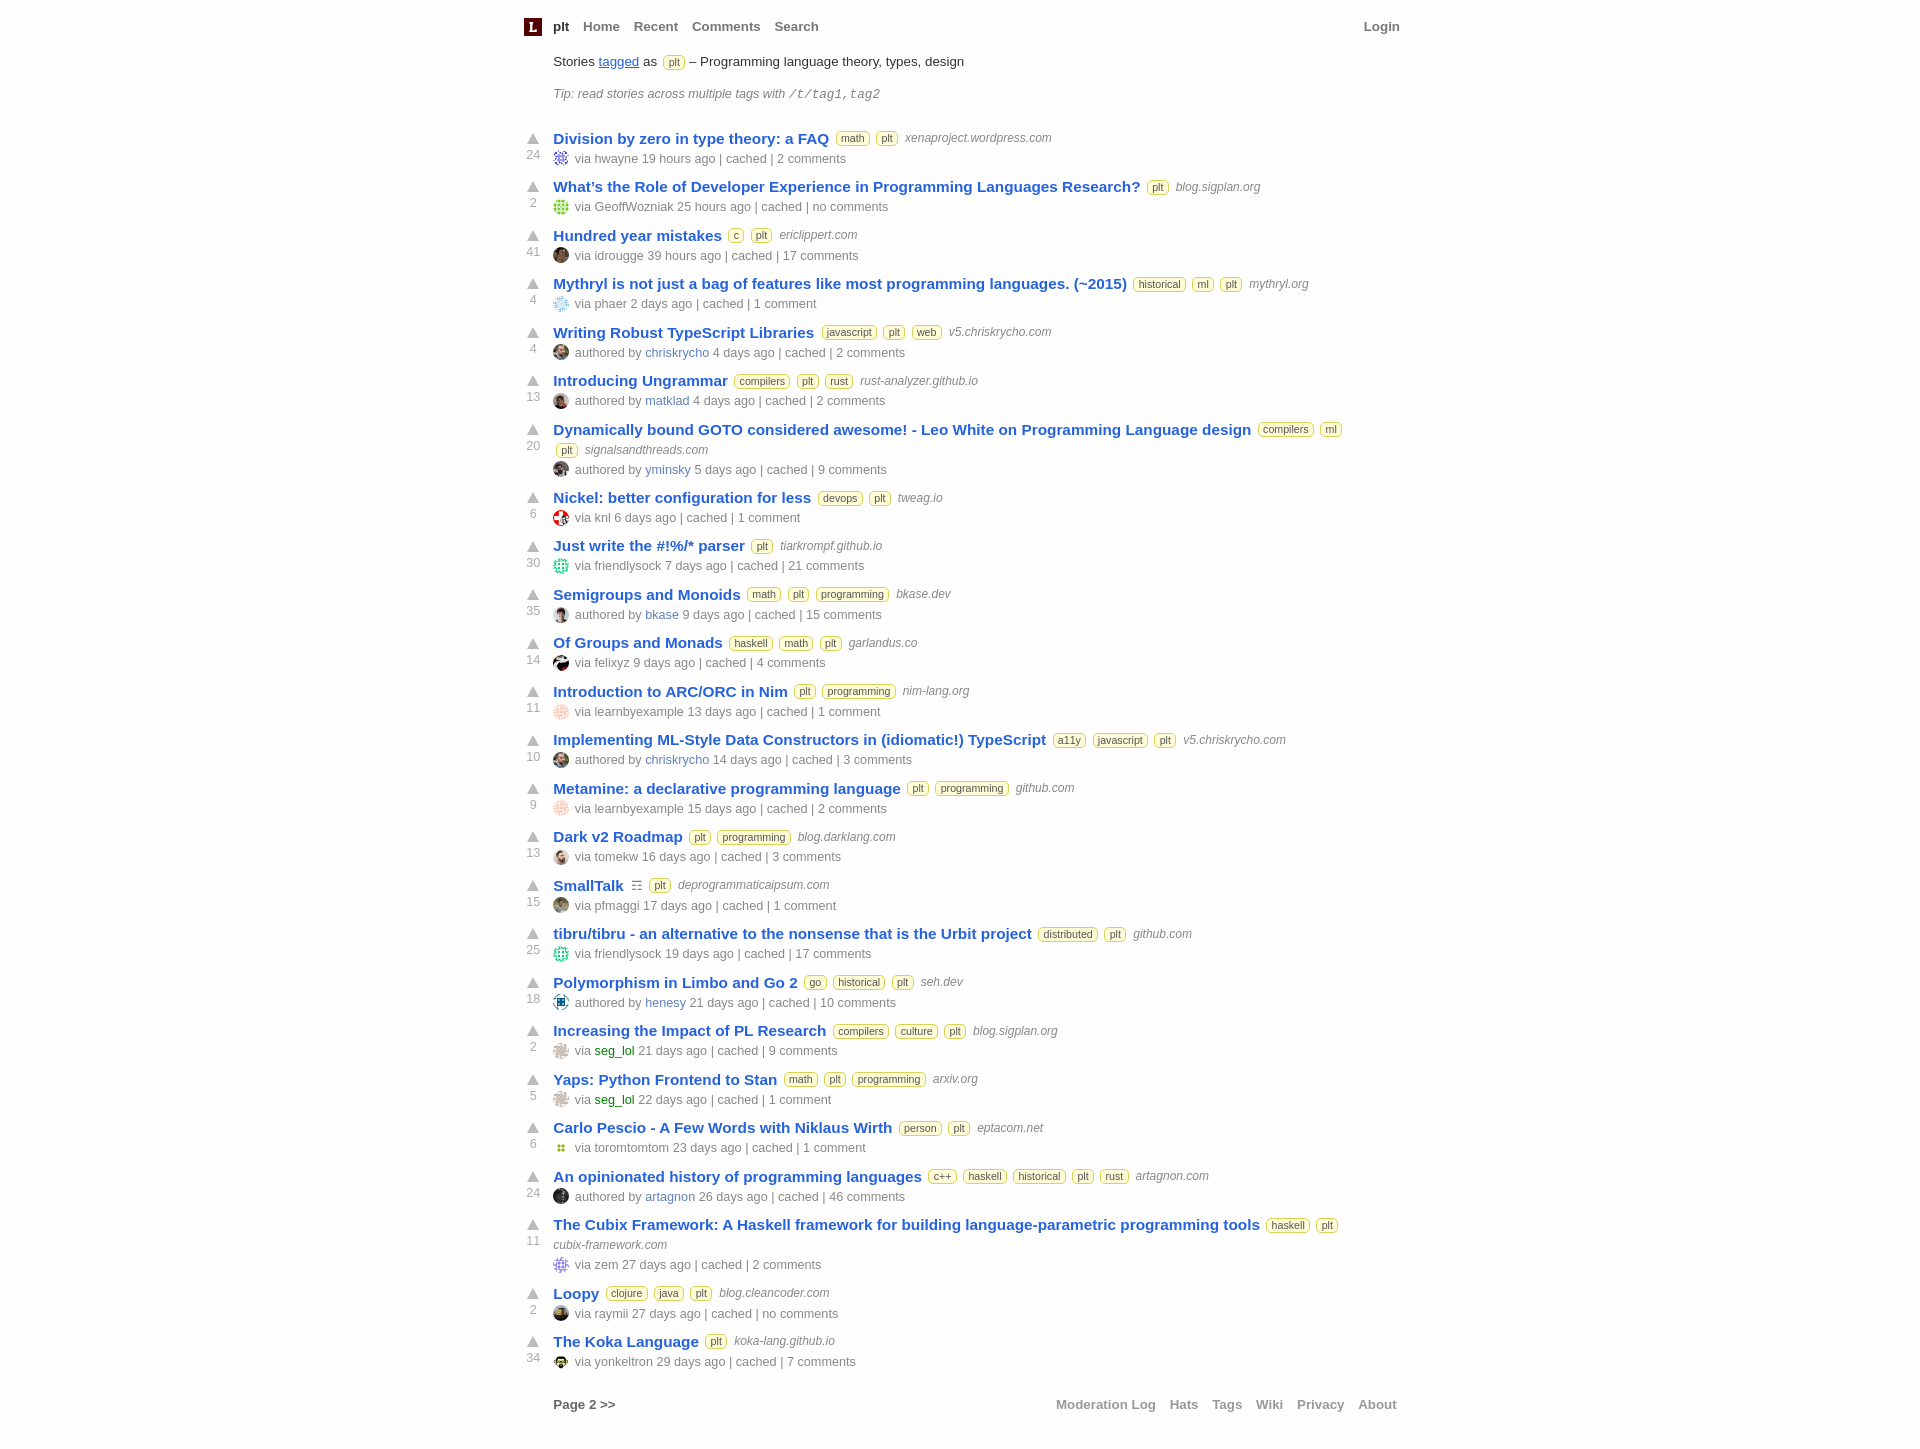 L plt Home Recent Comments Search Login
Stories tagged as plt – Programming language theory, types, design
Tip: read stories across multiple tags with /t/tag1,tag2
Division by zero in type theory: a FAQ math plt xenaproject.wordpress.com
24 via hwayne 19 hours ago | cached | 2 comments
What’s the Role of Developer Experience in Programming Languages Research? plt blog.sigplan.org
2 via GeoffWozniak 25 hours ago | cached | no comments
Hundred year mistakes c plt ericlippert.com
41 via idrougge 39 hours ago | cached | 17 comments
Mythryl is not just a bag of features like most programming languages. (~2015) historical ml plt mythryl.org
4 via phaer 2 days ago | cached | 1 comment
Writing Robust TypeScript Libraries javascript plt web v5.chriskrycho.com
4 authored by chriskrycho 4 days ago | cached | 2 comments
Introducing Ungrammar compilers plt rust rust-analyzer.github.io
13 authored by matklad 4 days ago | cached | 2 comments
Dynamically bound GOTO considered awesome! - Leo White on Programming Language design compilers ml
20 plt signalsandthreads.com
authored by yminsky 5 days ago | cached | 9 comments
Nickel: better configuration for less devops plt tweag.io
6 via knl 6 days ago | cached | 1 comment
Just write the #!%/* parser plt tiarkrompf.github.io
30 via friendlysock 7 days ago | cached | 21 comments
Semigroups and Monoids math plt programming bkase.dev
35 authored by bkase 9 days ago | cached | 15 comments
Of Groups and Monads haskell math plt garlandus.co
14 via felixyz 9 days ago | cached | 4 comments
Introduction to ARC/ORC in Nim plt programming nim-lang.org
11 via learnbyexample 13 days ago | cached | 1 comment
Implementing ML-Style Data Constructors in (idiomatic!) TypeScript a11y javascript plt v5.chriskrycho.com
10 authored by chriskrycho 14 days ago | cached | 3 comments
Metamine: a declarative programming language plt programming github.com
9 via learnbyexample 15 days ago | cached | 2 comments
Dark v2 Roadmap plt programming blog.darklang.com
13 via tomekw 16 days ago | cached | 3 comments
SmallTalk ☶ plt deprogrammaticaipsum.com
15 via pfmaggi 17 days ago | cached | 1 comment
tibru/tibru - an alternative to the nonsense that is the Urbit project distributed plt github.com
25 via friendlysock 19 days ago | cached | 17 comments
Polymorphism in Limbo and Go 2 go historical plt seh.dev
18 authored by henesy 21 days ago | cached | 10 comments
Increasing the Impact of PL Research compilers culture plt blog.sigplan.org
2 via seg_lol 21 days ago | cached | 9 comments
Yaps: Python Frontend to Stan math plt programming arxiv.org
5 via seg_lol 22 days ago | cached | 1 comment
Carlo Pescio - A Few Words with Niklaus Wirth person plt eptacom.net
6 via toromtomtom 23 days ago | cached | 1 comment
An opinionated history of programming languages c++ haskell historical plt rust artagnon.com
24 authored by artagnon 26 days ago | cached | 46 comments
The Cubix Framework: A Haskell framework for building language-parametric programming tools haskell plt
11 cubix-framework.com
via zem 27 days ago | cached | 2 comments
Loopy clojure java plt blog.cleancoder.com
2 via raymii 27 days ago | cached | no comments
The Koka Language plt koka-lang.github.io
34 via yonkeltron 29 days ago | cached | 7 comments
Page 2 >> Moderation Log Hats Tags Wiki Privacy About